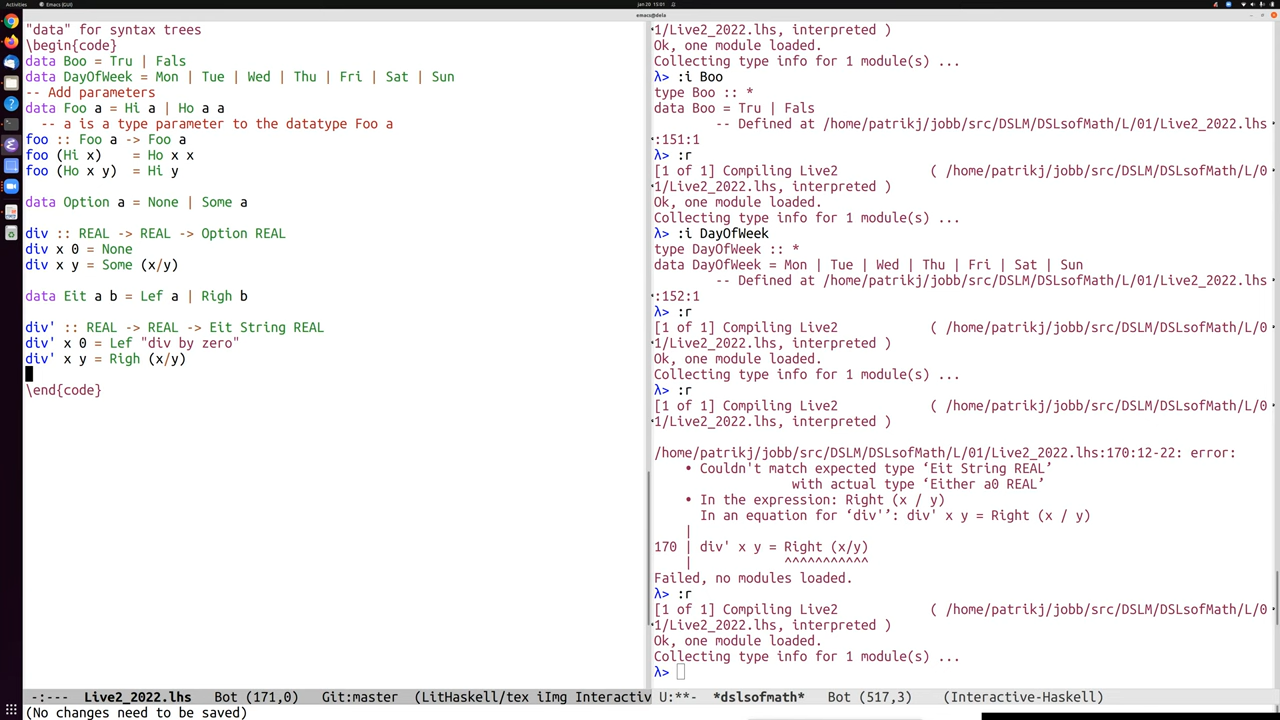 Activities
Emacs (GUI)
Jan 20 15:01
emacs@dela
"data" for syntax trees
\begin{code}
data Boo = Tru | Fals
data DayOfWeek = Mon | Tue | Wed | Thu | Fri | Sat | Sun
-- Add parameters
data Foo a = Hi a | Ho a a
  -- a is a type parameter to the datatype Foo a
foo :: Foo a -> Foo a
foo (Hi x)    = Ho x x
foo (Ho x y)  = Hi y
data Option a = None | Some a
div :: REAL -> REAL -> Option REAL
div x 0 = None
div x y = Some (x/y)
data Eit a b = Lef a | Righ b
div' :: REAL -> REAL -> Eit String REAL
div' x 0 = Lef "div by zero"
div' x y = Righ (x/y)
\end{code}
-:---  Live2_2022.lhs   Bot (171,0)    Git:master  (LitHaskell/tex iImg Interactiv
(No changes need to be saved)
1/Live2_2022.lhs, interpreted )
Ok, one module loaded.
Collecting type info for 1 module(s) ...
λ> :i Boo
type Boo :: *
data Boo = Tru | Fals
        -- Defined at /home/patrikj/jobb/src/DSLM/DSLsofMath/L/01/Live2_2022.lhs
:151:1
λ> :r
[1 of 1] Compiling Live2            ( /home/patrikj/jobb/src/DSLM/DSLsofMath/L/0
1/Live2_2022.lhs, interpreted )
Ok, one module loaded.
Collecting type info for 1 module(s) ...
λ> :i DayOfWeek
type DayOfWeek :: *
data DayOfWeek = Mon | Tue | Wed | Thu | Fri | Sat | Sun
        -- Defined at /home/patrikj/jobb/src/DSLM/DSLsofMath/L/01/Live2_2022.lhs
:152:1
λ> :r
[1 of 1] Compiling Live2            ( /home/patrikj/jobb/src/DSLM/DSLsofMath/L/0
1/Live2_2022.lhs, interpreted )
Ok, one module loaded.
Collecting type info for 1 module(s) ...
λ> :r
[1 of 1] Compiling Live2            ( /home/patrikj/jobb/src/DSLM/DSLsofMath/L/0
1/Live2_2022.lhs, interpreted )
/home/patrikj/jobb/src/DSLM/DSLsofMath/L/01/Live2_2022.lhs:170:12-22: error:
    • Couldn't match expected type ‘Eit String REAL’
                  with actual type ‘Either a0 REAL’
    • In the expression: Right (x / y)
      In an equation for ‘div'’: div' x y = Right (x / y)
    |
170 | div' x y = Right (x/y)
    |            ^^^^^^^^^^^
Failed, no modules loaded.
λ> :r
[1 of 1] Compiling Live2            ( /home/patrikj/jobb/src/DSLM/DSLsofMath/L/0
1/Live2_2022.lhs, interpreted )
Ok, one module loaded.
Collecting type info for 1 module(s) ...
λ>
U:**-  *dslsofmath*   Bot (517,3)    (Interactive-Haskell)